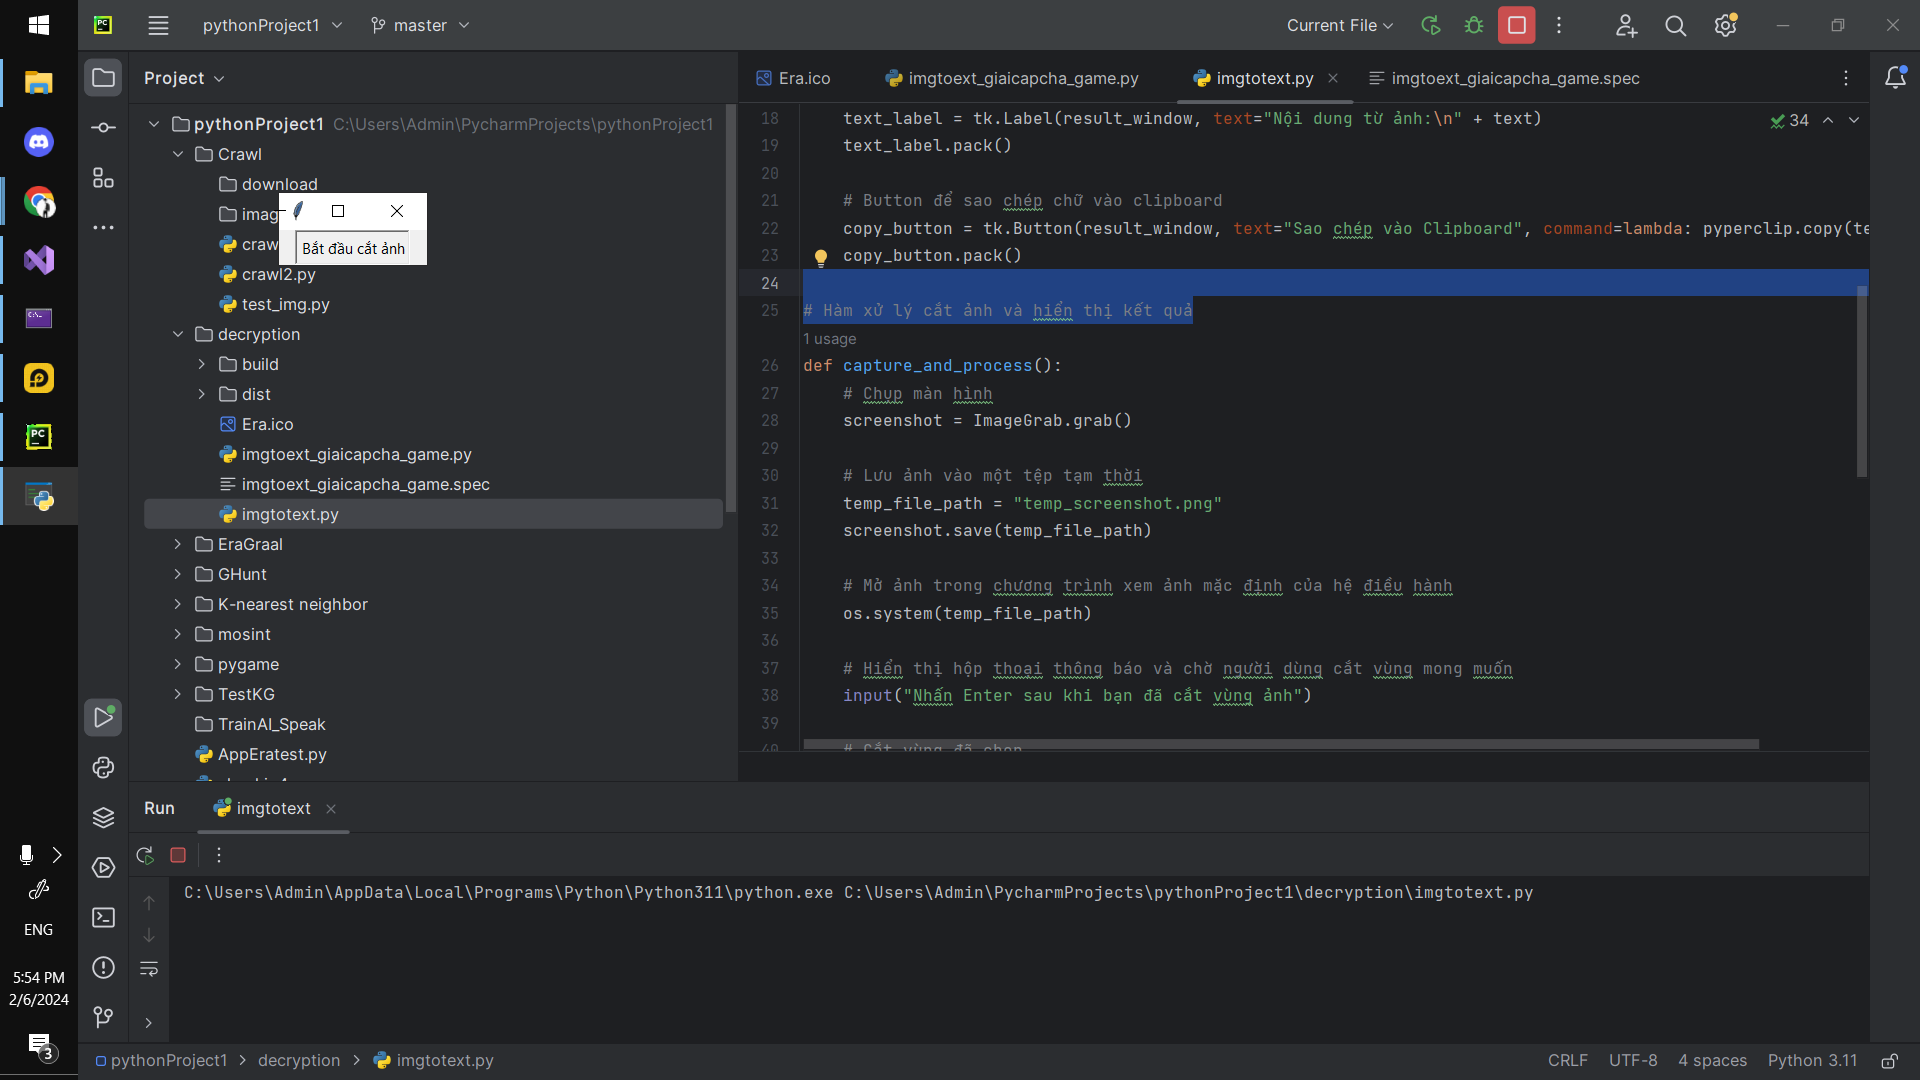 pythonProject1
master
Current File
Project
Era.ico
imgtoext_giaicapcha_game.py
imgtotext.py
imgtoext_giaicapcha_game.spec
pythonProject1 C:\Users\Admin\PycharmProjects\pythonProject1
Crawl
download
imag
craw
crawl2.py
test_img.py
decryption
build
dist
Era.ico
imgtoext_giaicapcha_game.py
imgtoext_giaicapcha_game.spec
imgtotext.py
EraGraal
GHunt
K-nearest neighbor
mosint
pygame
TestKG
TrainAI_Speak
AppEratest.py
Bắt đầu cắt ảnh
34
18 text_label = tk.Label(result_window, text="Nội dung từ ảnh:\n" + text)
19 text_label.pack()
20
21 # Button để sao chép chữ vào clipboard
22 copy_button = tk.Button(result_window, text="Sao chép vào Clipboard", command=lambda: pyperclip.copy(te
23 copy_button.pack()
24
25 # Hàm xử lý cắt ảnh và hiển thị kết quả
1 usage
26 def capture_and_process():
27 # Chụp màn hình
28 screenshot = ImageGrab.grab()
29
30 # Lưu ảnh vào một tệp tạm thời
31 temp_file_path = "temp_screenshot.png"
32 screenshot.save(temp_file_path)
33
34 # Mở ảnh trong chương trình xem ảnh mặc định của hệ điều hành
35 os.system(temp_file_path)
36
37 # Hiển thị hộp thoại thông báo và chờ người dùng cắt vùng mong muốn
38 input("Nhấn Enter sau khi bạn đã cắt vùng ảnh")
39
40 # Cắt vùng đã chọn
Run
imgtotext
C:\Users\Admin\AppData\Local\Programs\Python\Python311\python.exe C:\Users\Admin\PycharmProjects\pythonProject1\decryption\imgtotext.py
ENG
5:54 PM
2/6/2024
3
pythonProject1 > decryption > imgtotext.py
CRLF
UTF-8
4 spaces
Python 3.11